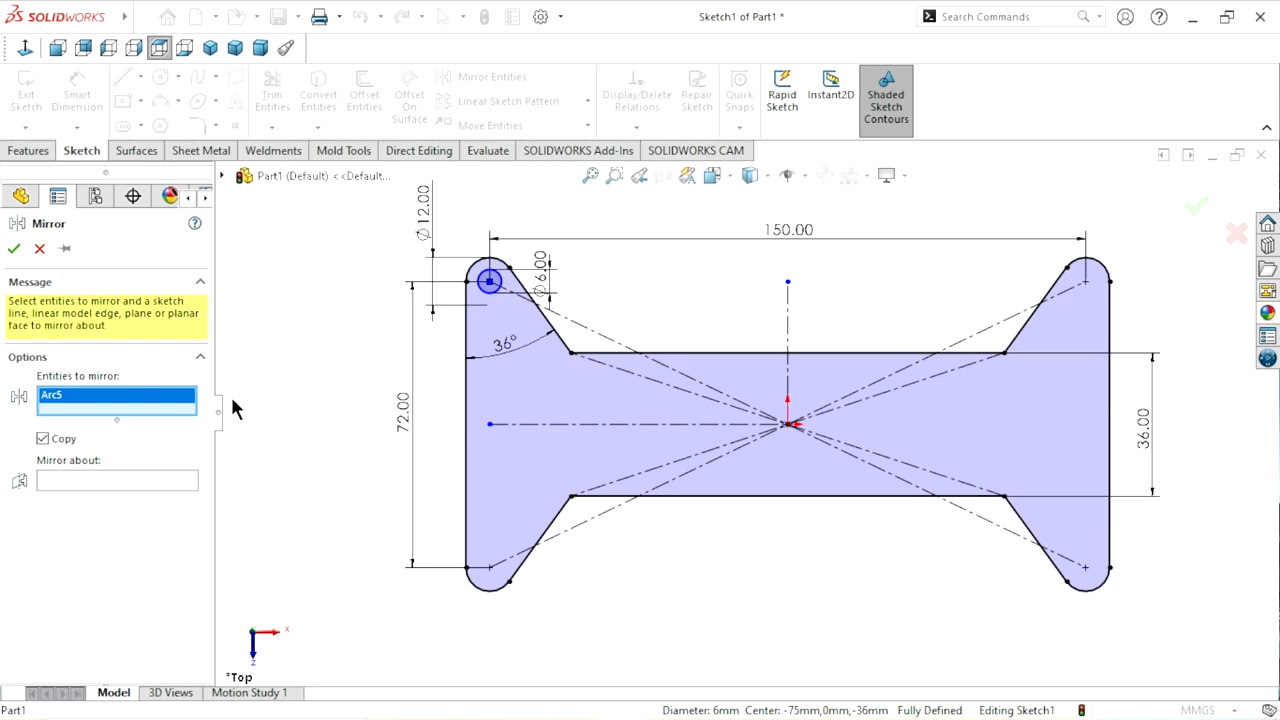 SOLIDWORKS
Sketch1 of Part1 *
Search Commands
Exit Sketch
Smart Dimension
Trim Entities
Convert Entities
Offset Entities
Offset On Surface
Mirror Entities
Linear Sketch Pattern
Move Entities
Display/Delete Relations
Repair Sketch
Quick Snaps
Rapid Sketch
Instant2D
Shaded Sketch Contours
Features
Sketch
Surfaces
Sheet Metal
Weldments
Mold Tools
Direct Editing
Evaluate
SOLIDWORKS Add-Ins
SOLIDWORKS CAM
Part1 (Default) <<Default...
Mirror
Message
Select entities to mirror and a sketch
line, linear model edge, plane or planar
face to mirror about
Options
Entities to mirror:
Arc5
Copy
Mirror about:
Ø 12.00
Ø 6.00
150.00
36°
72.00
36.00
x
z
*Top
Model
3D Views
Motion Study 1
Part1
Diameter: 6mm Center: -75mm,0mm,-36mm
Fully Defined
Editing Sketch1
MMGS